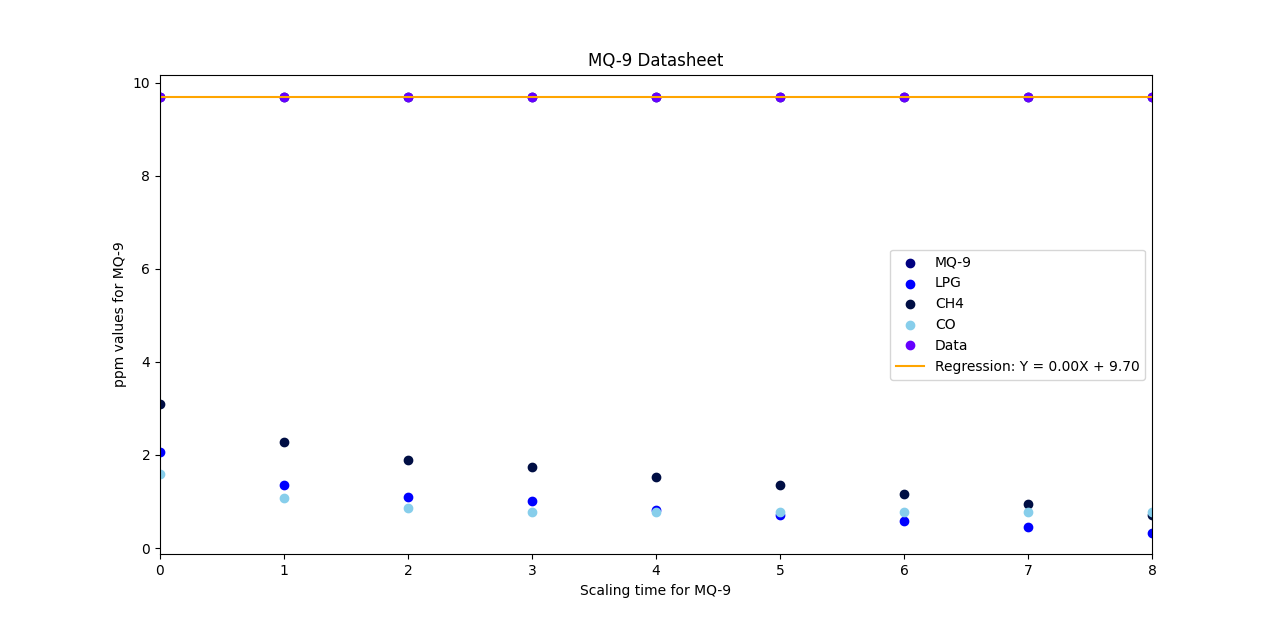 MQ-9 Datasheet
10
8
6
4
2
0
ppm values for MQ-9
MQ-9
LPG
CH4
CO
Data
Regression: Y = 0.00X + 9.70
0 1 2 3 4 5 6 7 8
Scaling time for MQ-9